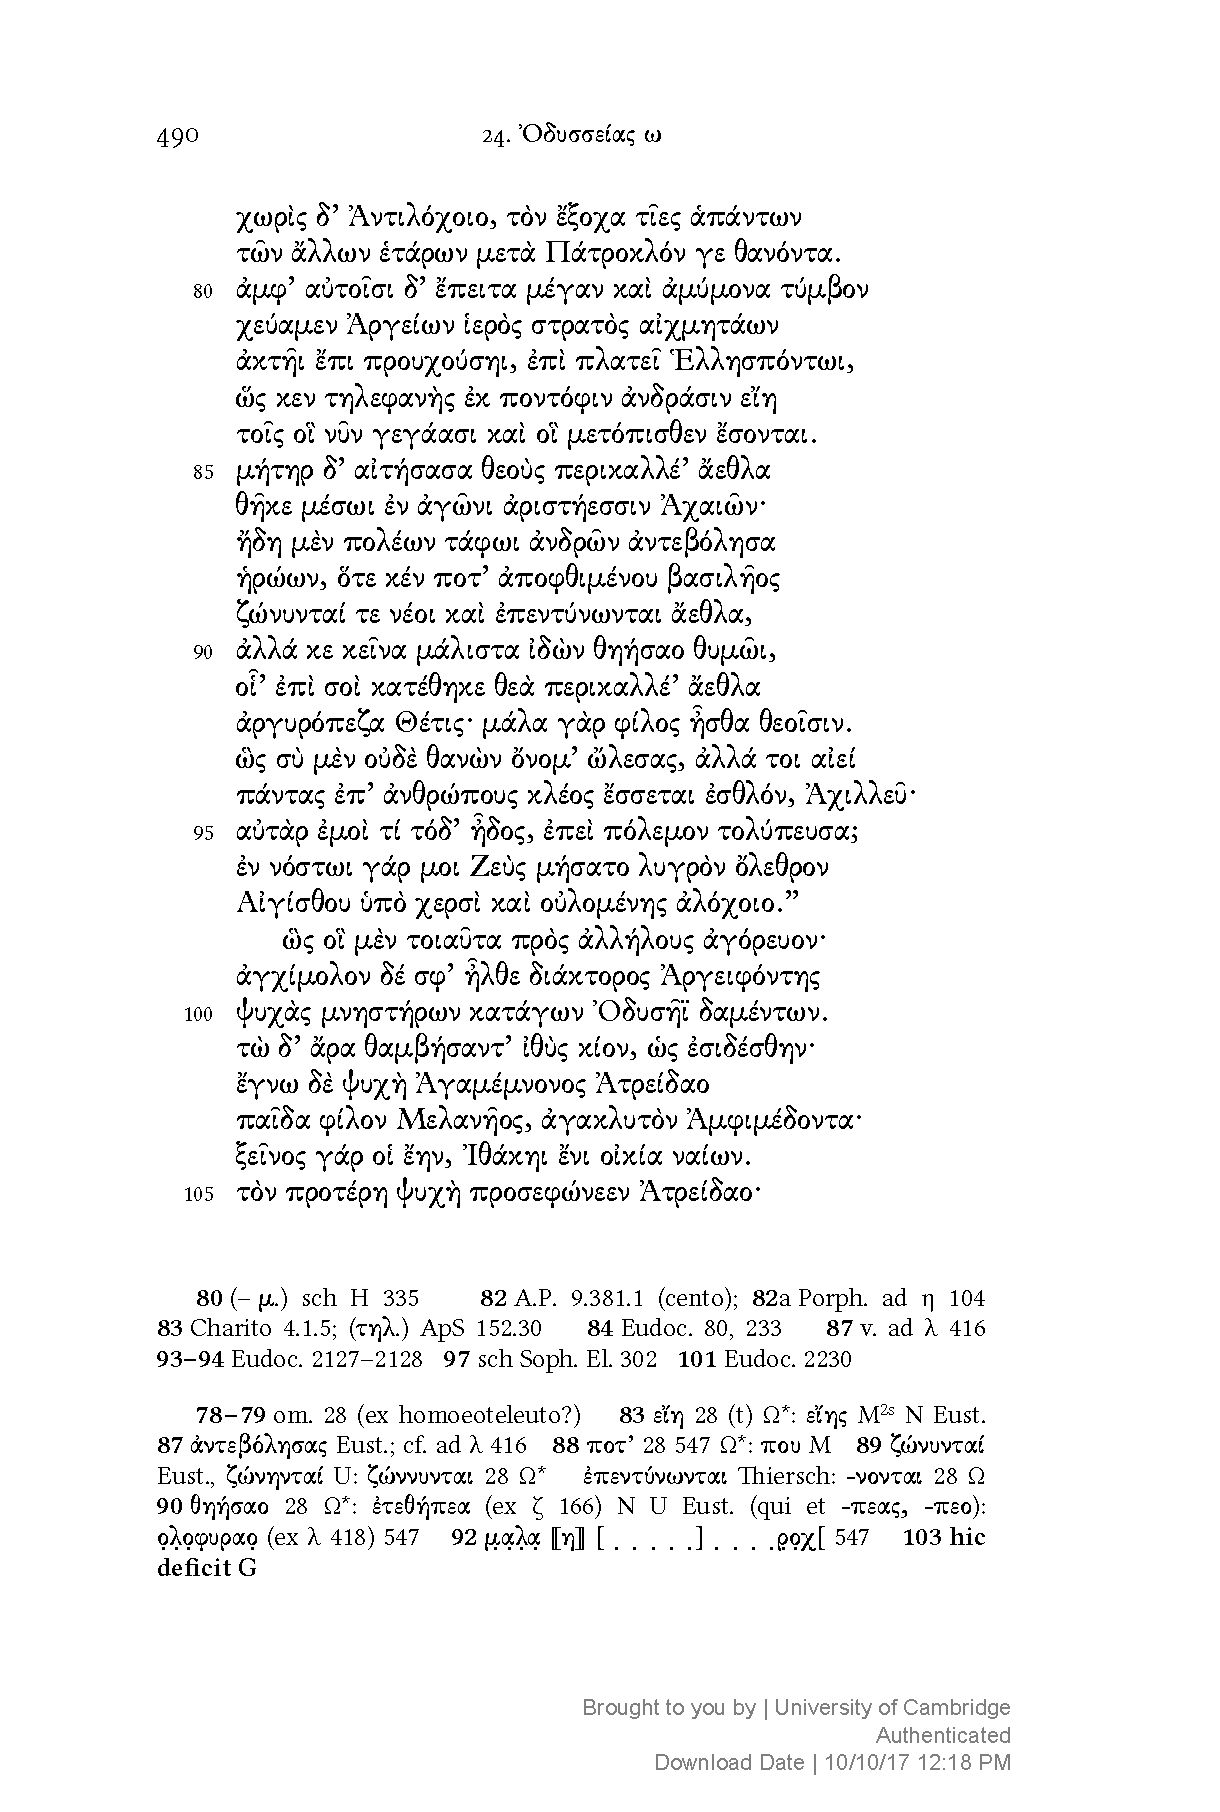 490 24. Ὀδυσσείας ω
χωρὶς δ’ Ἀντιλόχοιο, τὸν ἔξοχα τῖες ἁπάντων
τῶν ἄλλων ἑτάρων μετὰ Πάτροκλόν γε θανόντα.
80 ἀμφ’ αὐτοῖσι δ’ ἔπειτα μέγαν καὶ ἀμύμονα τύμβον
χεύαμεν Ἀργείων ἱερὸς στρατὸς αἰχμητάων
ἀκτῆι ἔπι προυχούσηι, ἐπὶ πλατεῖ Ἑλλησπόντωι,
ὥς κεν τηλεφανὴς ἐκ ποντόφιν ἀνδράσιν εἴη
τοῖς οἳ νῦν γεγάασι καὶ οἳ μετόπισθεν ἔσονται.
85 μήτηρ δ’ αἰτήσασα θεοὺς περικαλλέ’ ἄεθλα
θῆκε μέσωι ἐν ἀγῶνι ἀριστήεσσιν Ἀχαιῶν·
ἤδη μὲν πολέων τάφωι ἀνδρῶν ἀντεβόλησα
ἡρώων, ὅτε κέν ποτ’ ἀποφθιμένου βασιλῆος
ζώνυνταί τε νέοι καὶ ἐπεντύνωνται ἄεθλα,
90 ἀλλά κε κεῖνα μάλιστα ἰδὼν θηήσαο θυμῶι,
οἷ’ ἐπὶ σοὶ κατέθηκε θεὰ περικαλλέ’ ἄεθλα
ἀργυρόπεζα Θέτις· μάλα γὰρ φίλος ἦσθα θεοῖσιν.
ὣς σὺ μὲν οὐδὲ θανὼν ὄνομ’ ὤλεσας, ἀλλά τοι αἰεί
πάντας ἐπ’ ἀνθρώπους κλέος ἔσσεται ἐσθλόν, Ἀχιλλεῦ·
95 αὐτὰρ ἐμοὶ τί τόδ’ ἦδος, ἐπεὶ πόλεμον τολύπευσα;
ἐν νόστωι γάρ μοι Ζεὺς μήσατο λυγρὸν ὄλεθρον
Αἰγίσθου ὑπὸ χερσὶ καὶ οὐλομένης ἀλόχοιο.”
ὣς οἳ μὲν τοιαῦτα πρὸς ἀλλήλους ἀγόρευον·
ἀγχίμολον δέ σφ’ ἦλθε διάκτορος Ἀργειφόντης
100 ψυχὰς μνηστήρων κατάγων Ὀδυσῆϊ δαμέντων.
τὼ δ’ ἄρα θαμβήσαντ’ ἰθὺς κίον, ὡς ἐσιδέσθην·
ἔγνω δὲ ψυχὴ Ἀγαμέμνονος Ἀτρείδαο
παῖδα φίλον Μελανῆος, ἀγακλυτὸν Ἀμφιμέδοντα·
ξεῖνος γάρ οἱ ἔην, Ἰθάκηι ἔνι οἰκία ναίων.
105 τὸν προτέρη ψυχὴ προσεφώνεεν Ἀτρείδαο·
80 (– μ.) sch H 335 82 A.P. 9.381.1 (cento); 82a Porph. ad η 104
83 Charito 4.1.5; (τηλ.) ApS 152.30 84 Eudoc. 80, 233 87 v. ad λ 416
93–94 Eudoc. 2127–2128 97 sch Soph. El. 302 101 Eudoc. 2230
78–79 om. 28 (ex homoeoteleuto?) 83 εἴη 28 (t) Ω*: εἴης M²ˢ N Eust.
87 ἀντεβόλησας Eust.; cf. ad λ 416 88 ποτ’ 28 547 Ω*: που M 89 ζώνυνταί
Eust., ζώνηνταί U: ζώννυνται 28 Ω* ἐπεντύνωνται Thiersch: -νονται 28 Ω
90 θηήσαο 28 Ω*: ἐτεθήπεα (ex ζ 166) N U Eust. (qui et -πεας, -πεο):
ο̣λ̣ο̣φυραο̣ (ex λ 418) 547 92 μ̣α̣λ̣α̣ ⟦η⟧ [ . . . . .] . . . .ρ̣ο̣χ[ 547 103 hic
deficit G
Brought to you by | University of Cambridge
Authenticated
Download Date | 10/10/17 12:18 PM